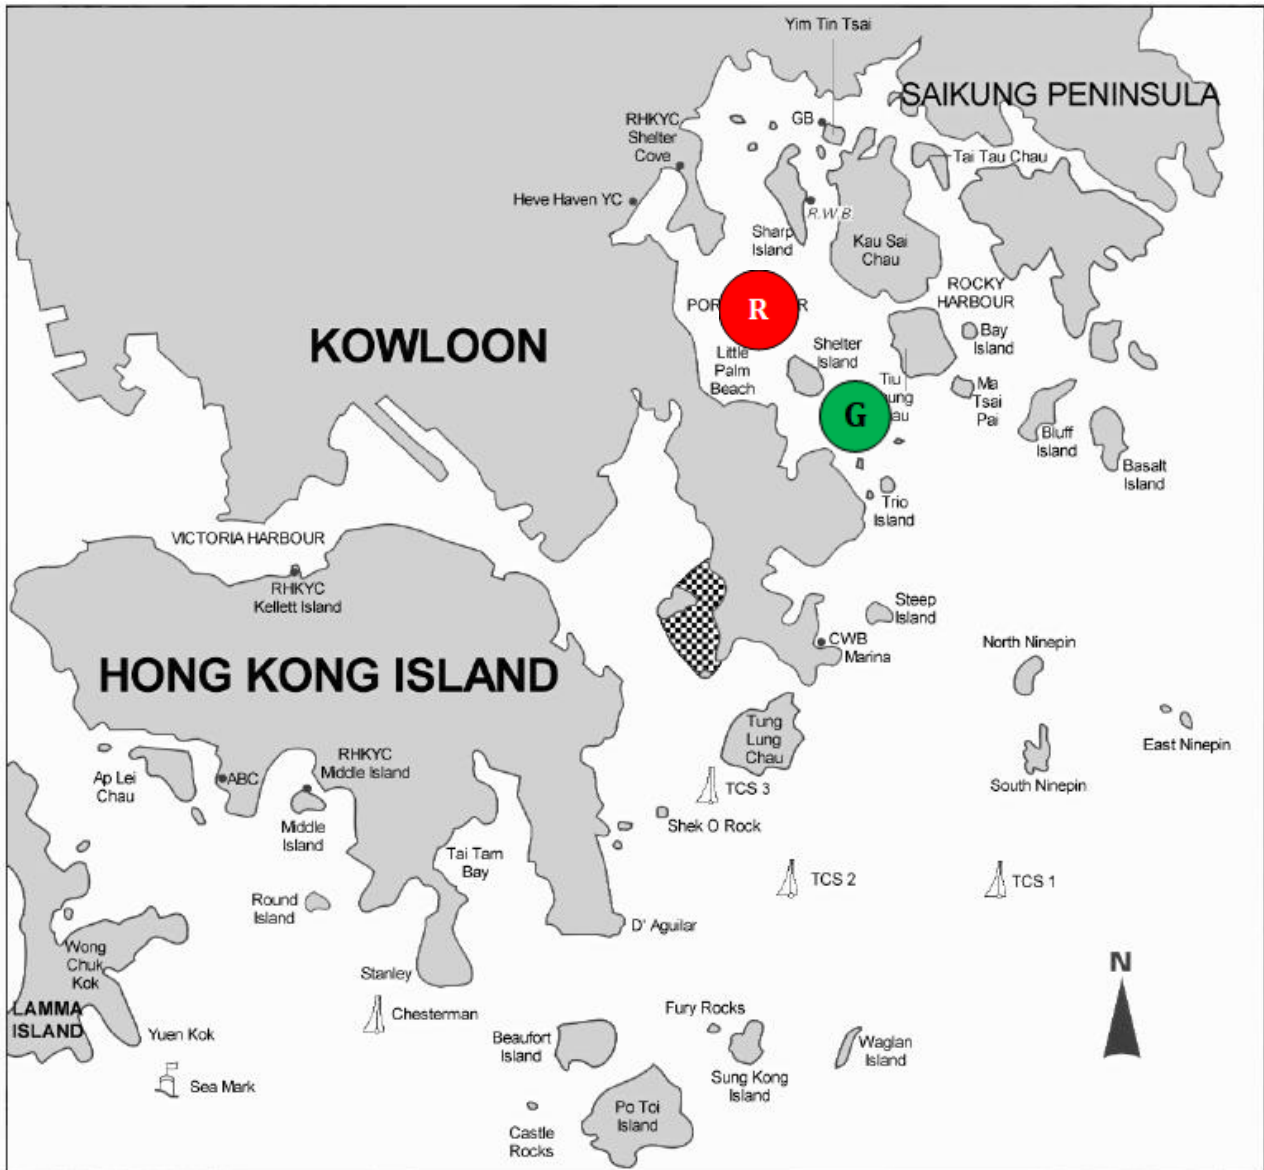 Yim Tin Tsai
SAIKUNG PENINSULA
RHKYC
Shelter
Cove
GB
Tai Tau Chau
Heve Haven YC
R.W.B.
Sharp
Island
Kau Sai
Chau
ROCKY
HARBOUR
POR
R
R
Bay
Island
KOWLOON
Little
Palm
Beach
Shelter
Island
Tiu
ung
au
G
Ma
Tsai
Pai
Bluff
Island
Basalt
Island
Trio
Island
VICTORIA HARBOUR
RHKYC
Kellett Island
Steep
Island
CWB
Marina
North Ninepin
HONG KONG ISLAND
Tung
Lung
Chau
East Ninepin
South Ninepin
RHKYC
Middle Island
Ap Lei
Chau
ABC
TCS 3
Shek O Rock
Middle
Island
Tai Tam
Bay
TCS 2
TCS 1
Round
Island
D' Aguilar
Wong
Chuk
Kok
Stanley
N
LAMMA
ISLAND
Chesterman
Yuen Kok
Fury Rocks
Beaufort
Island
Waglan
Island
Sea Mark
Sung Kong
Island
Po Toi
Island
Castle
Rocks